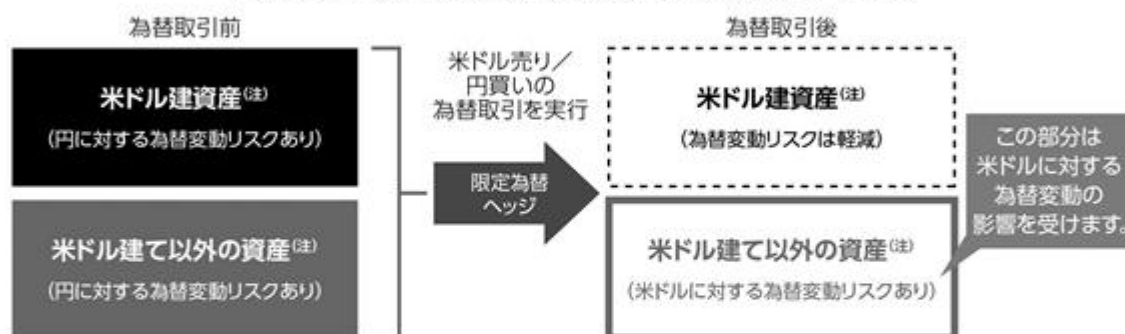 為替取引前
米ドル建資産(注)
(円に対する為替変動リスクあり)
米ドル建て以外の資産(注)
(円に対する為替変動リスクあり)
米ドル売り／
円買いの
為替取引を実行
限定為替
ヘッジ
為替取引後
米ドル建資産(注)
(為替変動リスクは軽減)
米ドル建て以外の資産(注)
(米ドルに対する為替変動リスクあり)
この部分は
米ドルに対する
為替変動の
影響を受けます。